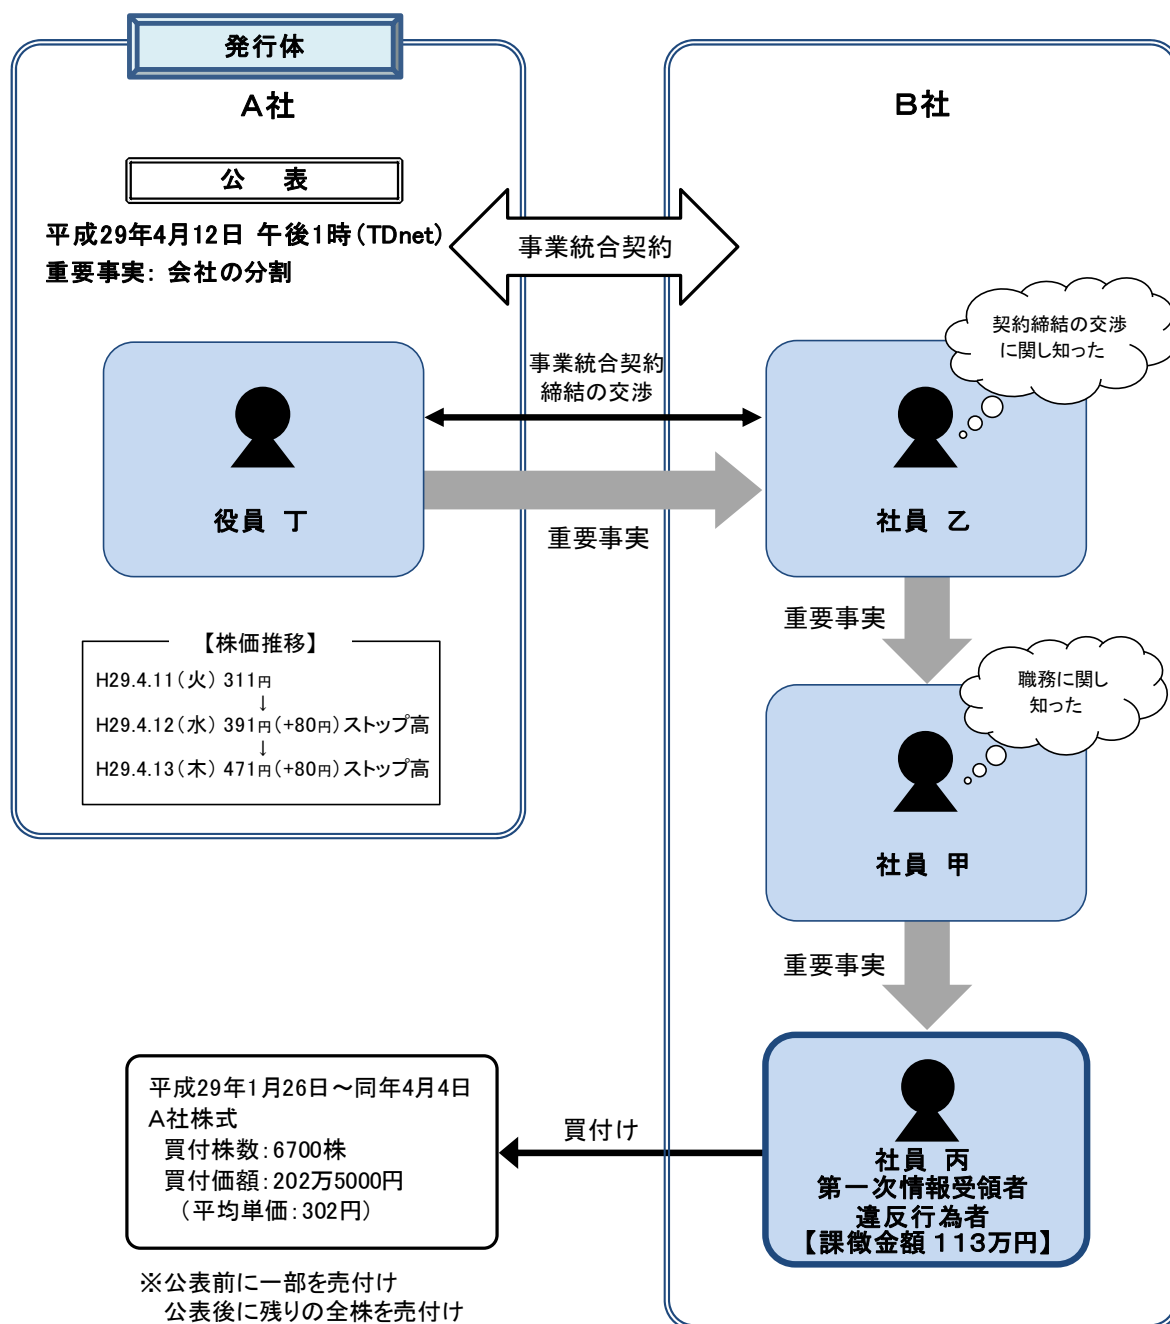 発行体
A社
公 表
平成29年4月12日 午後1時(TDnet)
重要事実: 会社の分割
B社
事業統合契約
契約締結の交渉
に関し知った
事業統合契約
締結の交渉
役員 丁
重要事実
社員 乙
重要事実
【株価推移】
H29.4.11(火) 311円
↓
H29.4.12(水) 391円(+80円)ストップ高
↓
H29.4.13(木) 471円(+80円)ストップ高
職務に関し
知った
社員 甲
重要事実
平成29年1月26日~同年4月4日
A社株式
買付株数:6700株
買付価額:202万5000円
(平均単価:302円)
買付け
社員 丙
第一次情報受領者
違反行為者
【課徴金額 113万円】
※公表前に一部を売付け
公表後に残りの全株を売付け